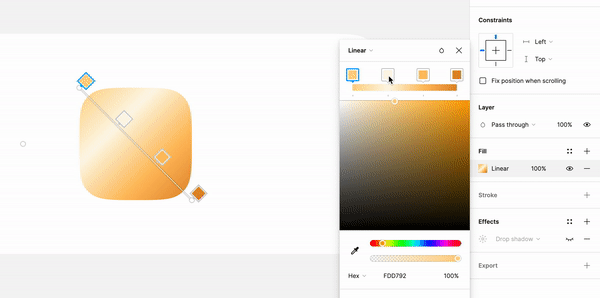 Constraints
Left
Top
Fix position when scrolling
Layer
Pass through
100%
Fill
Linear
100%
Stroke
Effects
Drop shadow
Export
Linear
Hex
FDD792
100%